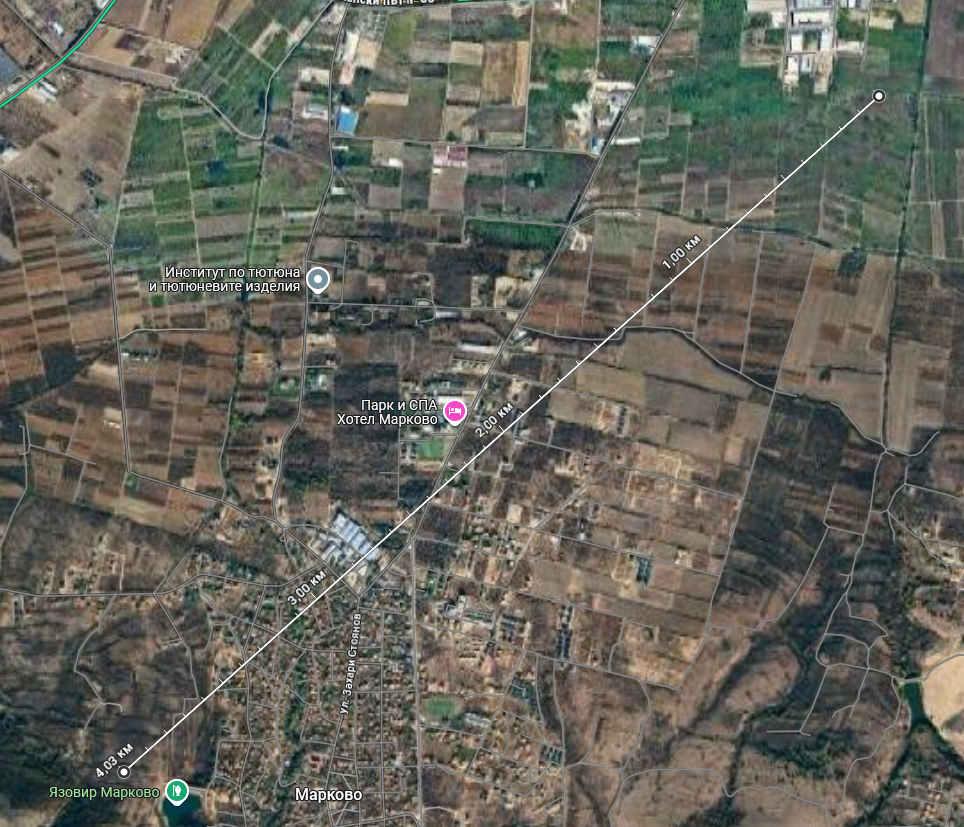 1,00 км
Институт по тютюна
и тютюневите изделия
Парк и СПА
Хотел Марково
2,00 км
3,00 км
ул. Захари Стоянов
4,03 км
Язовир Марково
Марково